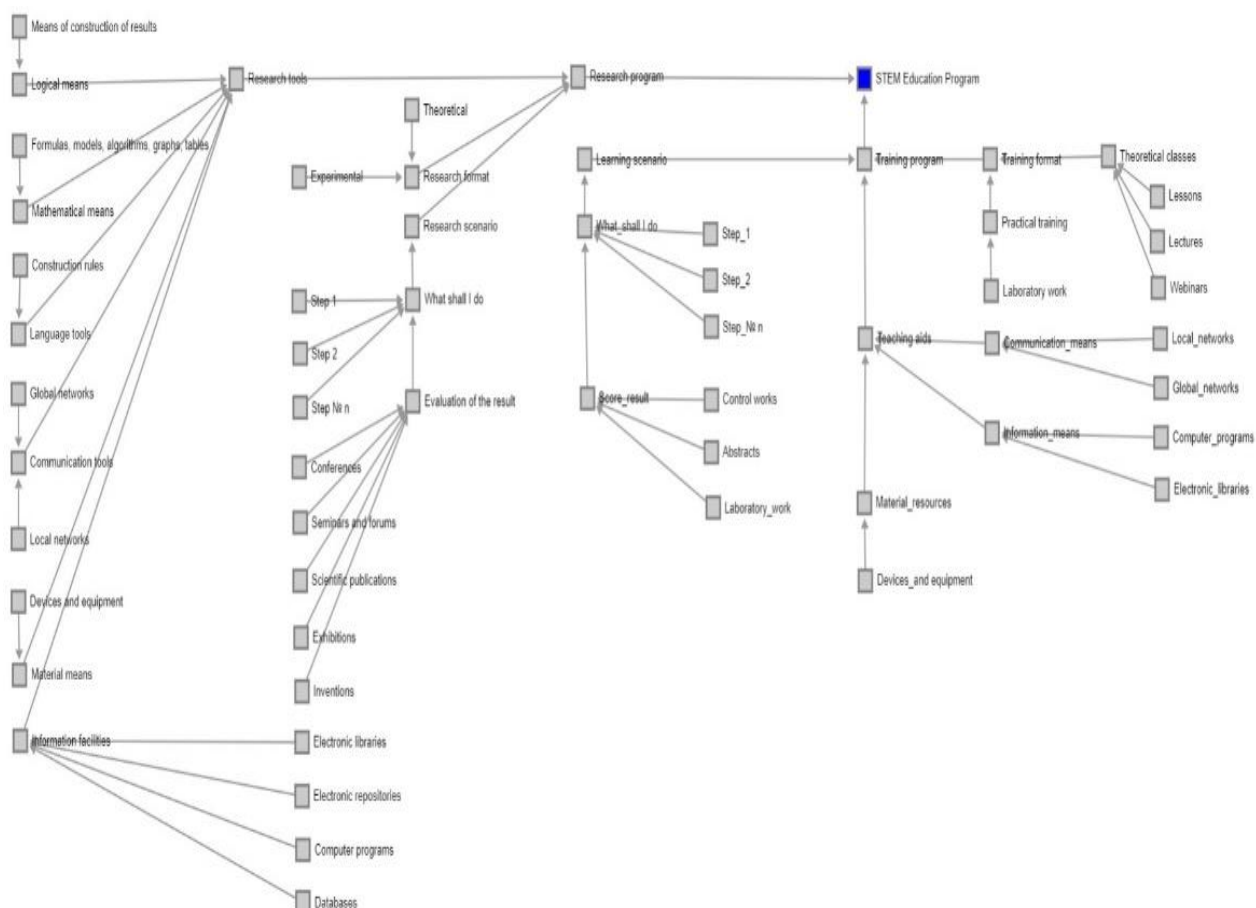 Means of construction of results
Logical means
Formulas, models, algorithms, graphs, tables
Mathematical means
Construction rules
Language tools
Global networks
Communication tools
Local networks
Devices and equipment
Material means
Information facilities
Research tools
Theoretical
Experimental
Research format
Research scenario
Step 1
What shall I do
Step 2
Step № n
Evaluation of the result
Conferences
Seminars and forums
Scientific publications
Exhibitions
Inventions
Electronic libraries
Electronic repositories
Computer programs
Databases
Research program
Learning scenario
What_shall I do
Step_1
Step_2
Step_№ n
Score_result
Control works
Abstracts
Laboratory_work
STEM Education Program
Training program
Training format
Theoretical classes
Lessons
Lectures
Webinars
Practical training
Laboratory work
Teaching aids
Communication_means
Local_networks
Global_networks
Information_means
Computer_programs
Electronic_libraries
Material_resources
Devices_and equipment